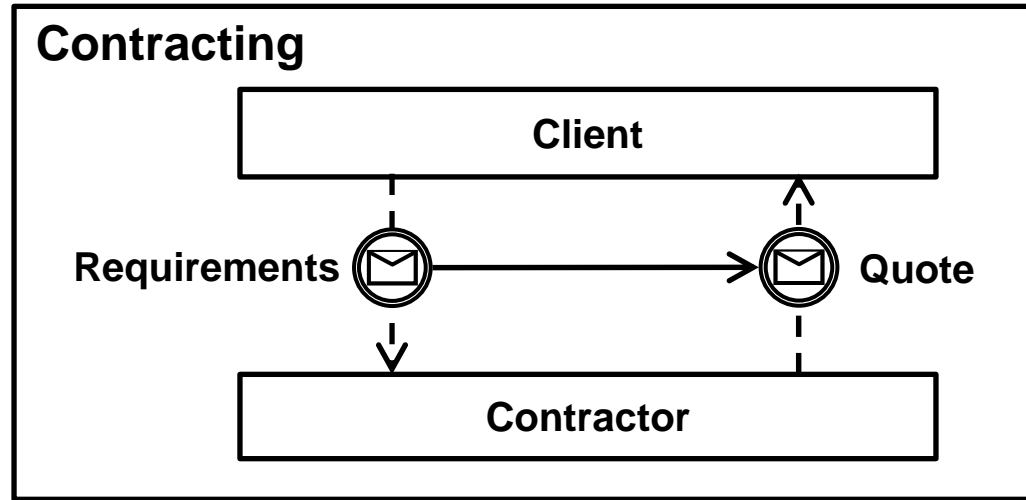 Contracting
Client
Requirements
Quote
Contractor